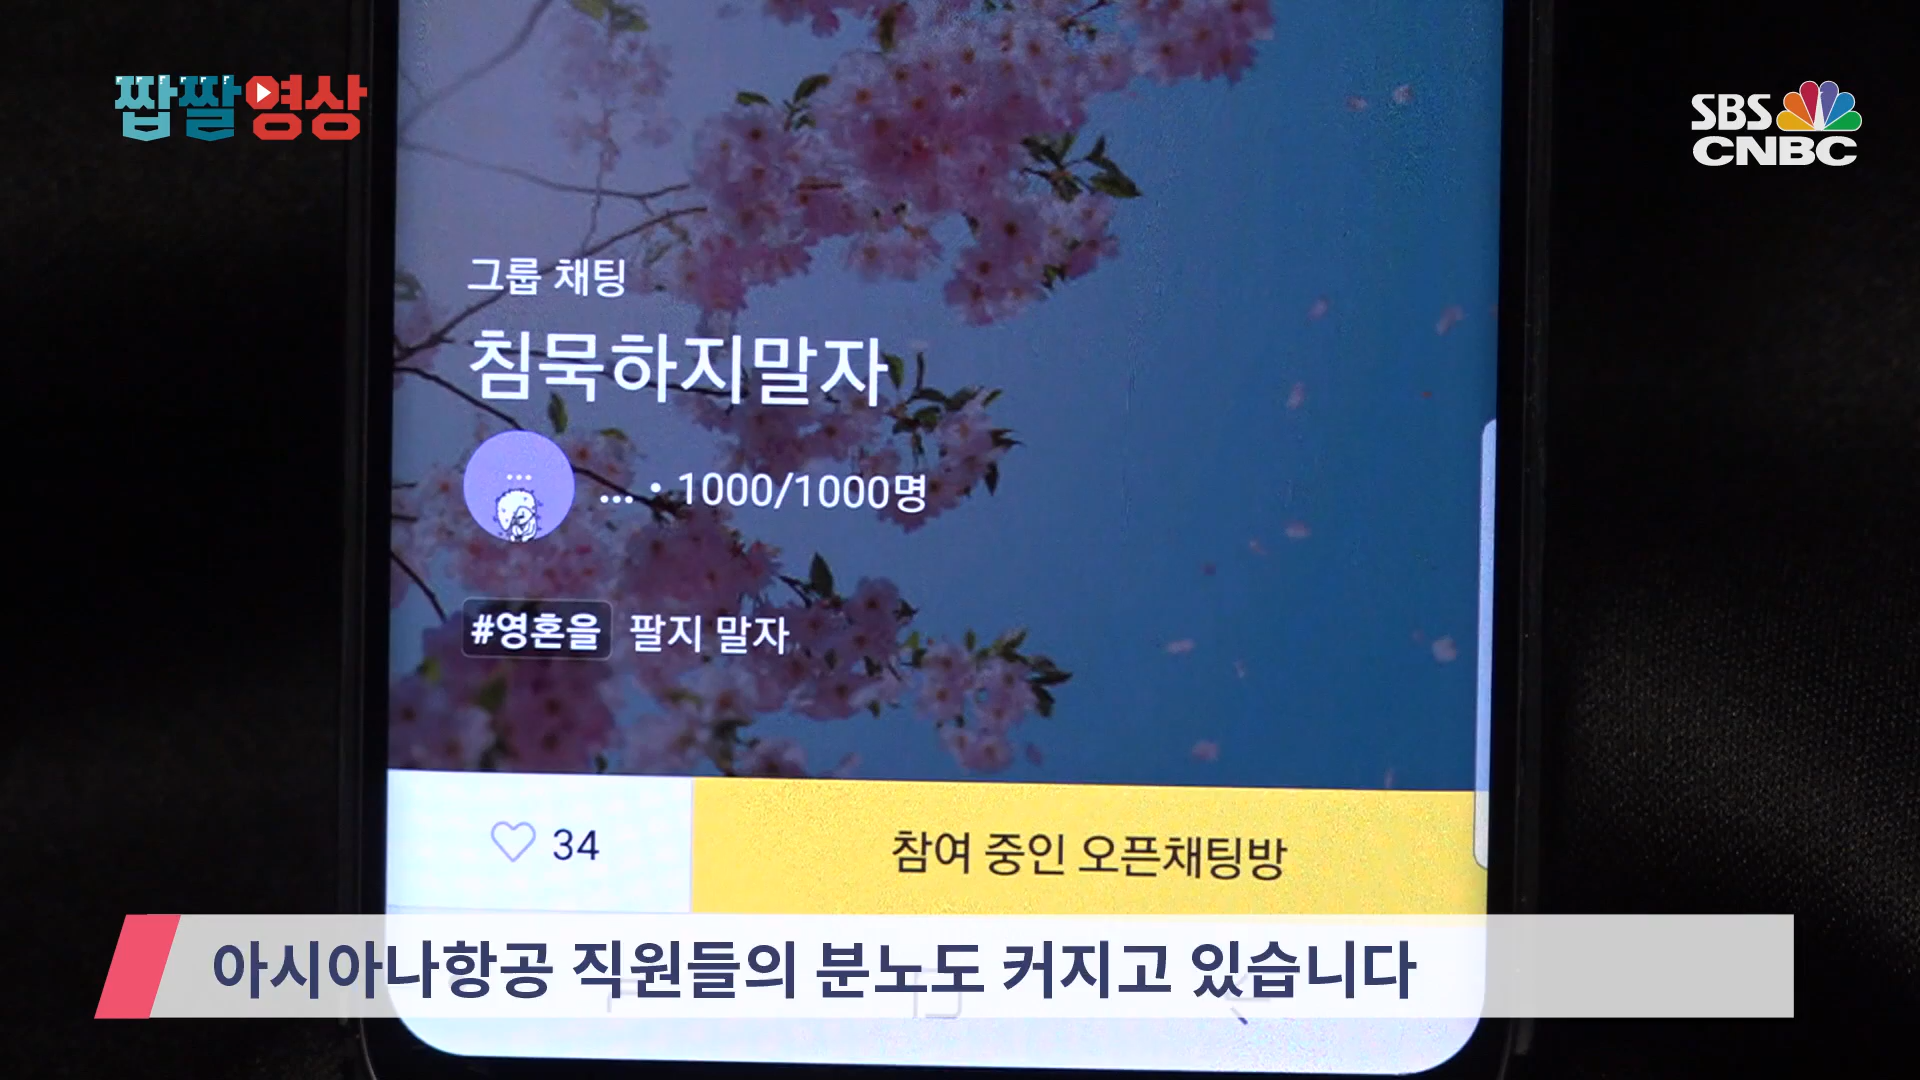 짭짤영상
SBS
CNBC
그룹 채팅
침묵하지말자
... • 1000/1000명
#영혼을 팔지 말자
34
참여 중인 오픈채팅방
아시아나항공 직원들의 분노도 커지고 있습니다